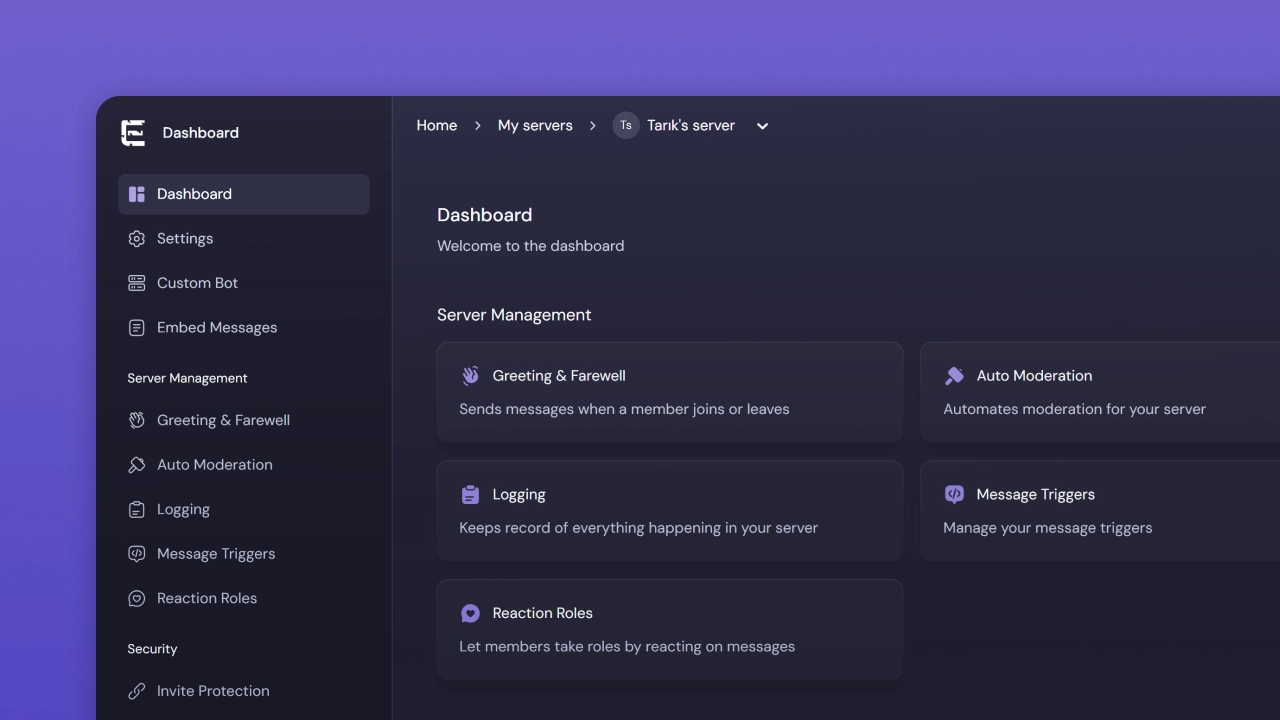 Dashboard
Dashboard
Settings
Custom Bot
Embed Messages
Server Management
Greeting & Farewell
Auto Moderation
Logging
Message Triggers
Reaction Roles
Security
Invite Protection
Home > My servers > Ts Tarık's server
Dashboard
Welcome to the dashboard
Server Management
Greeting & Farewell
Sends messages when a member joins or leaves
Auto Moderation
Automates moderation for your server
Logging
Keeps record of everything happening in your server
Message Triggers
Manage your message triggers
Reaction Roles
Let members take roles by reacting on messages